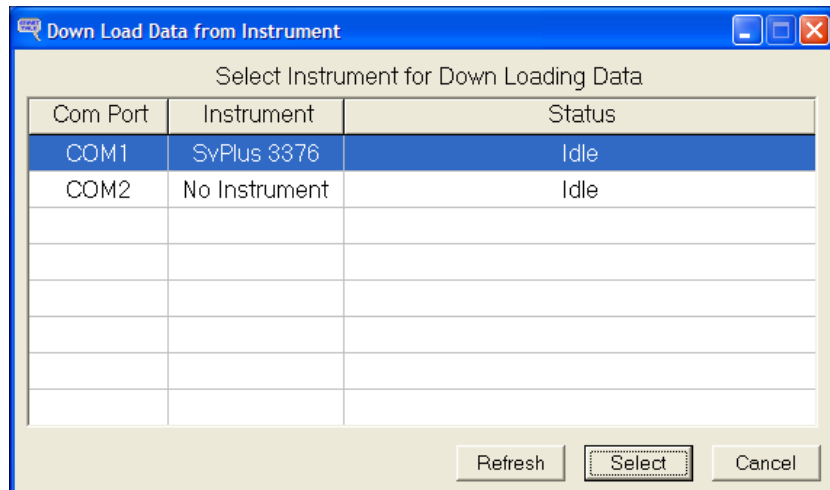 Down Load Data from Instrument
Select Instrument for Down Loading Data
Com Port Instrument Status
COM1 SvPlus 3376 Idle
COM2 No Instrument Idle
Refresh Select Cancel